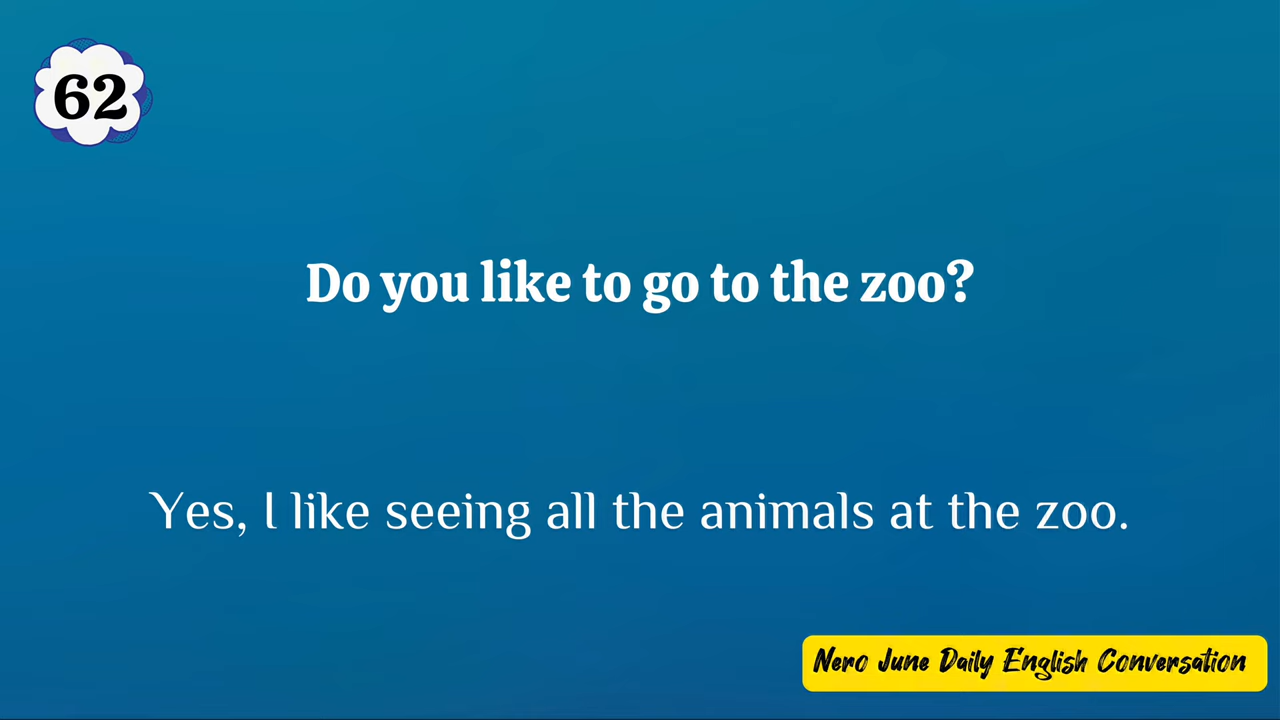 62
Do you like to go to the zoo?
Yes, I like seeing all the animals at the zoo.
Nero June Daily English Conversation